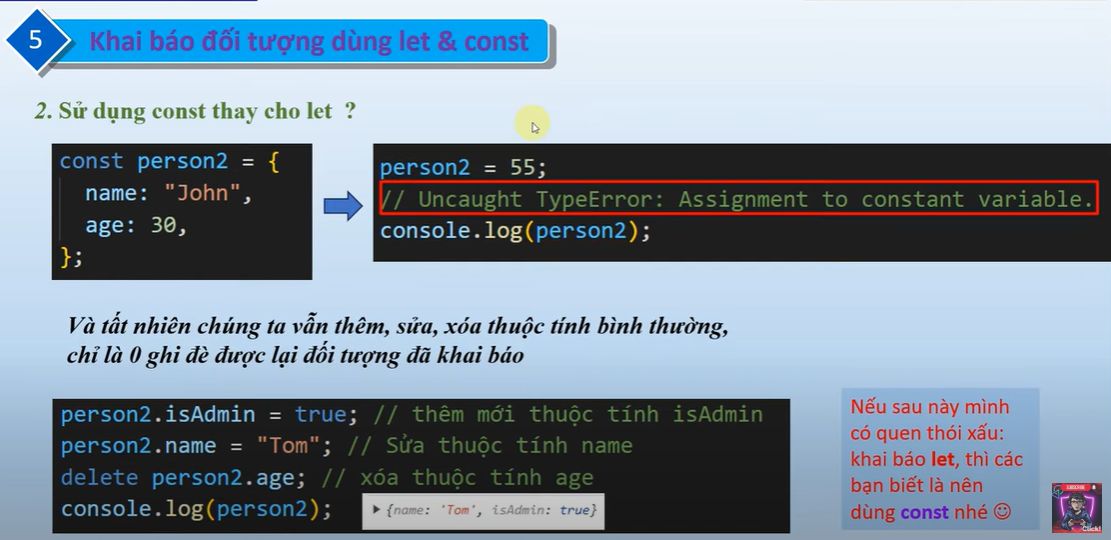 5
Khai báo đối tượng dùng let & const
2. Sử dụng const thay cho let ?
const person2 = {
name: "John",
age: 30,
};
person2 = 55;
// Uncaught TypeError: Assignment to constant variable.
console.log(person2);
Và tất nhiên chúng ta vẫn thêm, sửa, xóa thuộc tính bình thường,
chỉ là 0 ghi đè được lại đối tượng đã khai báo
person2.isAdmin = true; // thêm mới thuộc tính isAdmin
person2.name = "Tom"; // Sửa thuộc tính name
delete person2.age; // xóa thuộc tính age
console.log(person2);
{name: 'Tom', isAdmin: true}
Nếu sau này mình
có quen thói xấu:
khai báo let, thì các
bạn biết là nên
dùng const nhé
SUBSCRIBE
Click!